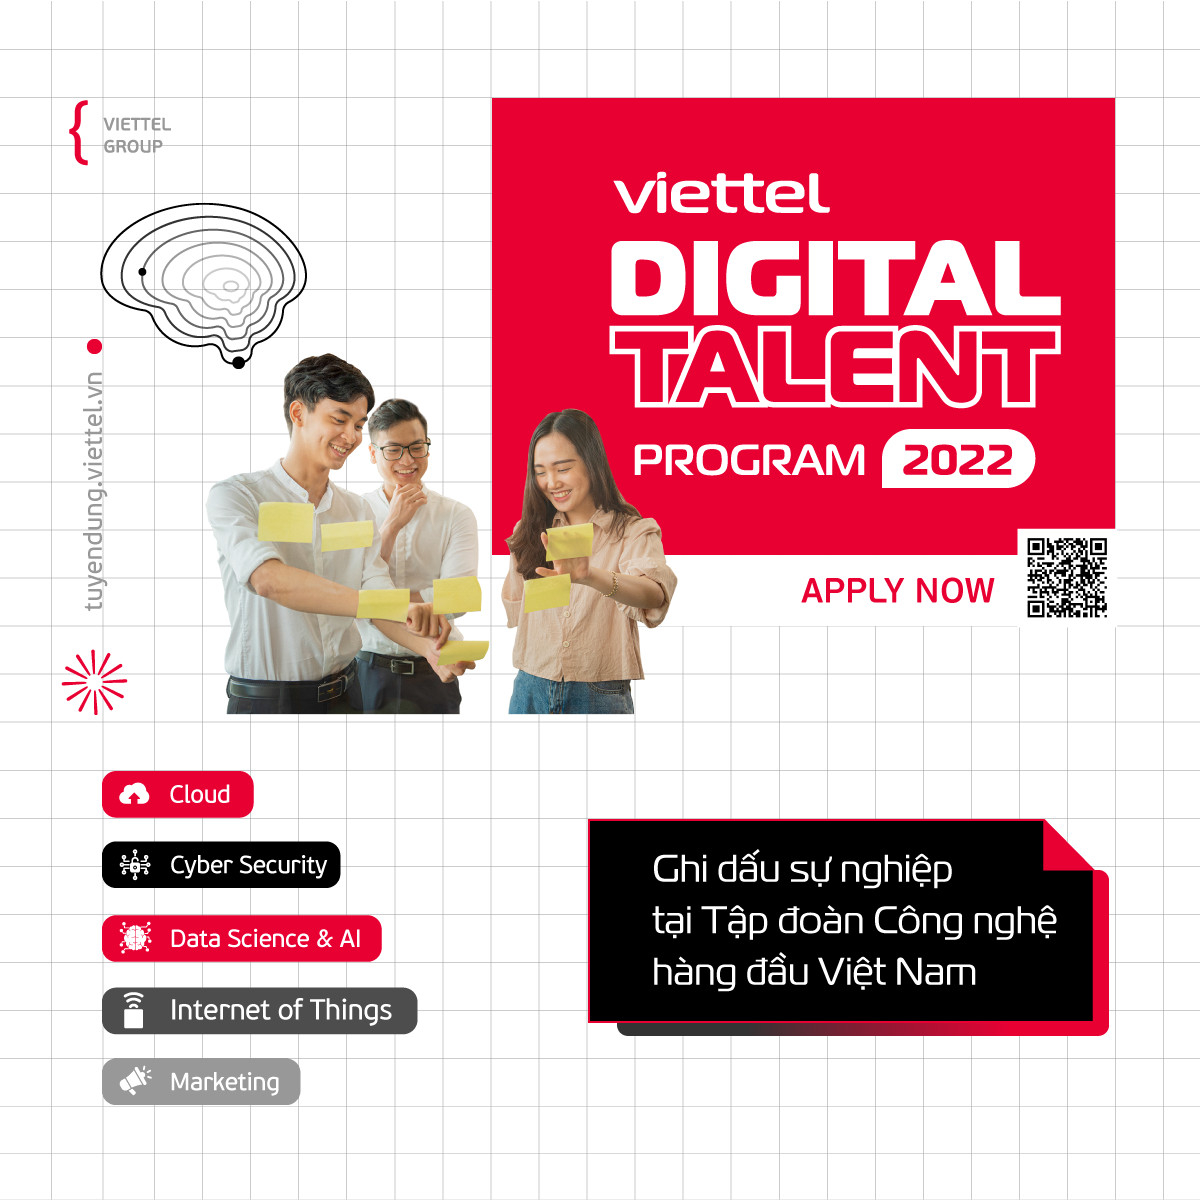 VIETTEL
GROUP
viettel
DIGITAL
TALENT
PROGRAM 2022
APPLY NOW
tuyendung.viettel.vn
Cloud
Cyber Security
Data Science & AI
Internet of Things
Marketing
Ghi dấu sự nghiệp
tại Tập đoàn Công nghệ
hàng đầu Việt Nam